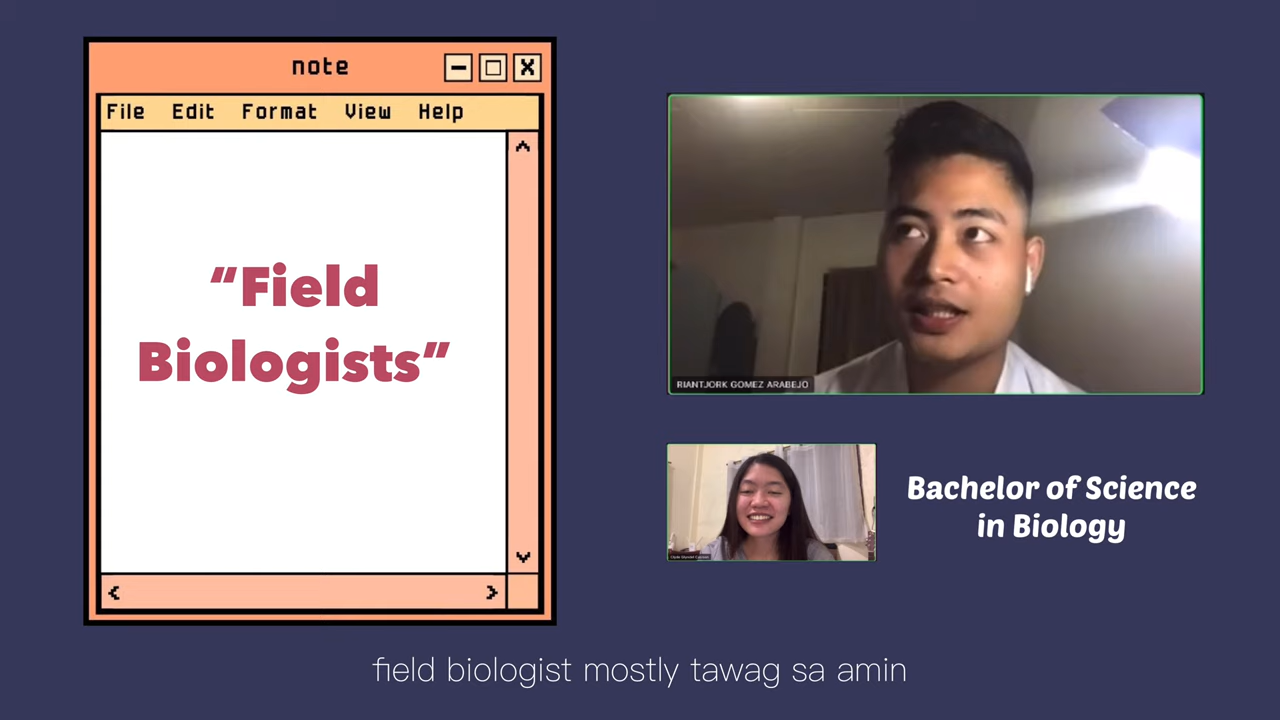 note
File Edit Format View Help
“Field
Biologists”
RIANTJORK GOMEZ ARABEJO
Bachelor of Science
in Biology
field biologist mostly tawag sa amin